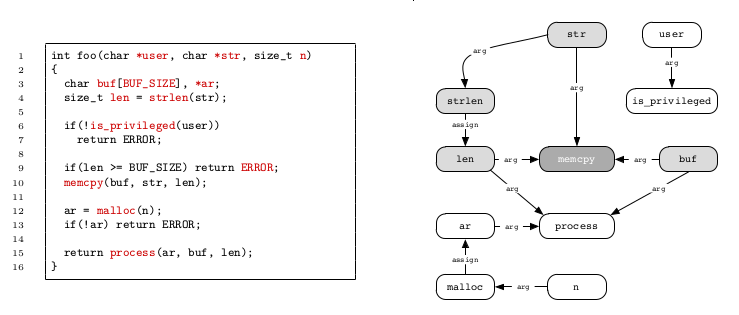 1 int foo(char *user, char *str, size_t n)
2 {
3 char buf[BUF_SIZE], *ar;
4 size_t len = strlen(str);
5
6 if(!is_privileged(user))
7 return ERROR;
8
9 if(len >= BUF_SIZE) return ERROR;
10 memcpy(buf, str, len);
11
12 ar = malloc(n);
13 if(!ar) return ERROR;
14
15 return process(ar, buf, len);
16 }
str
user
arg
arg
arg
strlen
is_privileged
assign
len
arg
memcpy
arg
buf
arg
arg
ar
arg
process
assign
malloc
arg
n